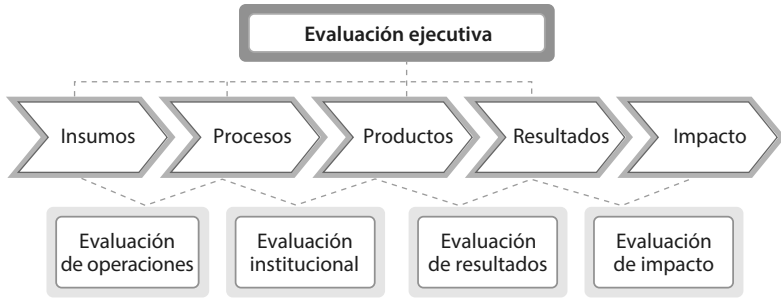 Evaluación ejecutiva
Insumos
Procesos
Productos
Resultados
Impacto
Evaluación
de operaciones
Evaluación
institucional
Evaluación
de resultados
Evaluación
de impacto